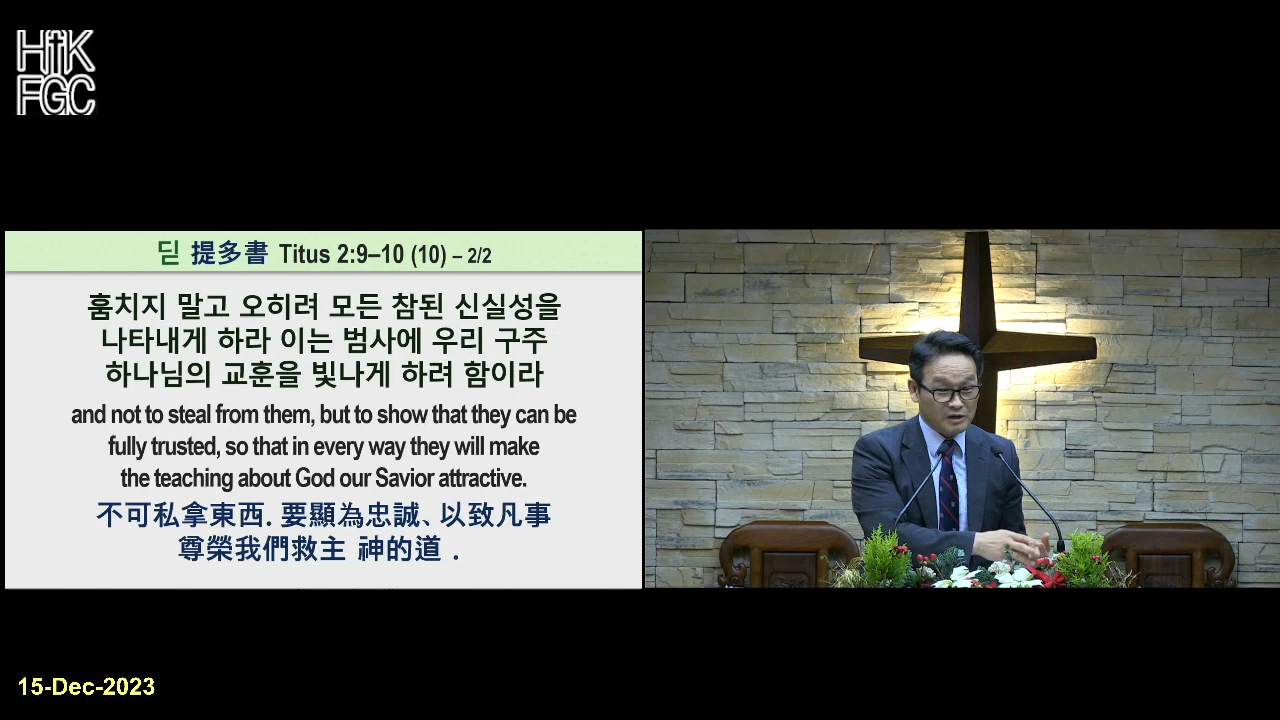 HfK
FGC
딛 提多書 Titus 2:9–10 (10) – 2/2
훔치지 말고 오히려 모든 참된 신실성을
나타내게 하라 이는 범사에 우리 구주
하나님의 교훈을 빛나게 하려 함이라
and not to steal from them, but to show that they can be
fully trusted, so that in every way they will make
the teaching about God our Savior attractive.
不可私拿東西. 要顯為忠誠、以致凡事
尊榮我們救主 神的道 .
15-Dec-2023